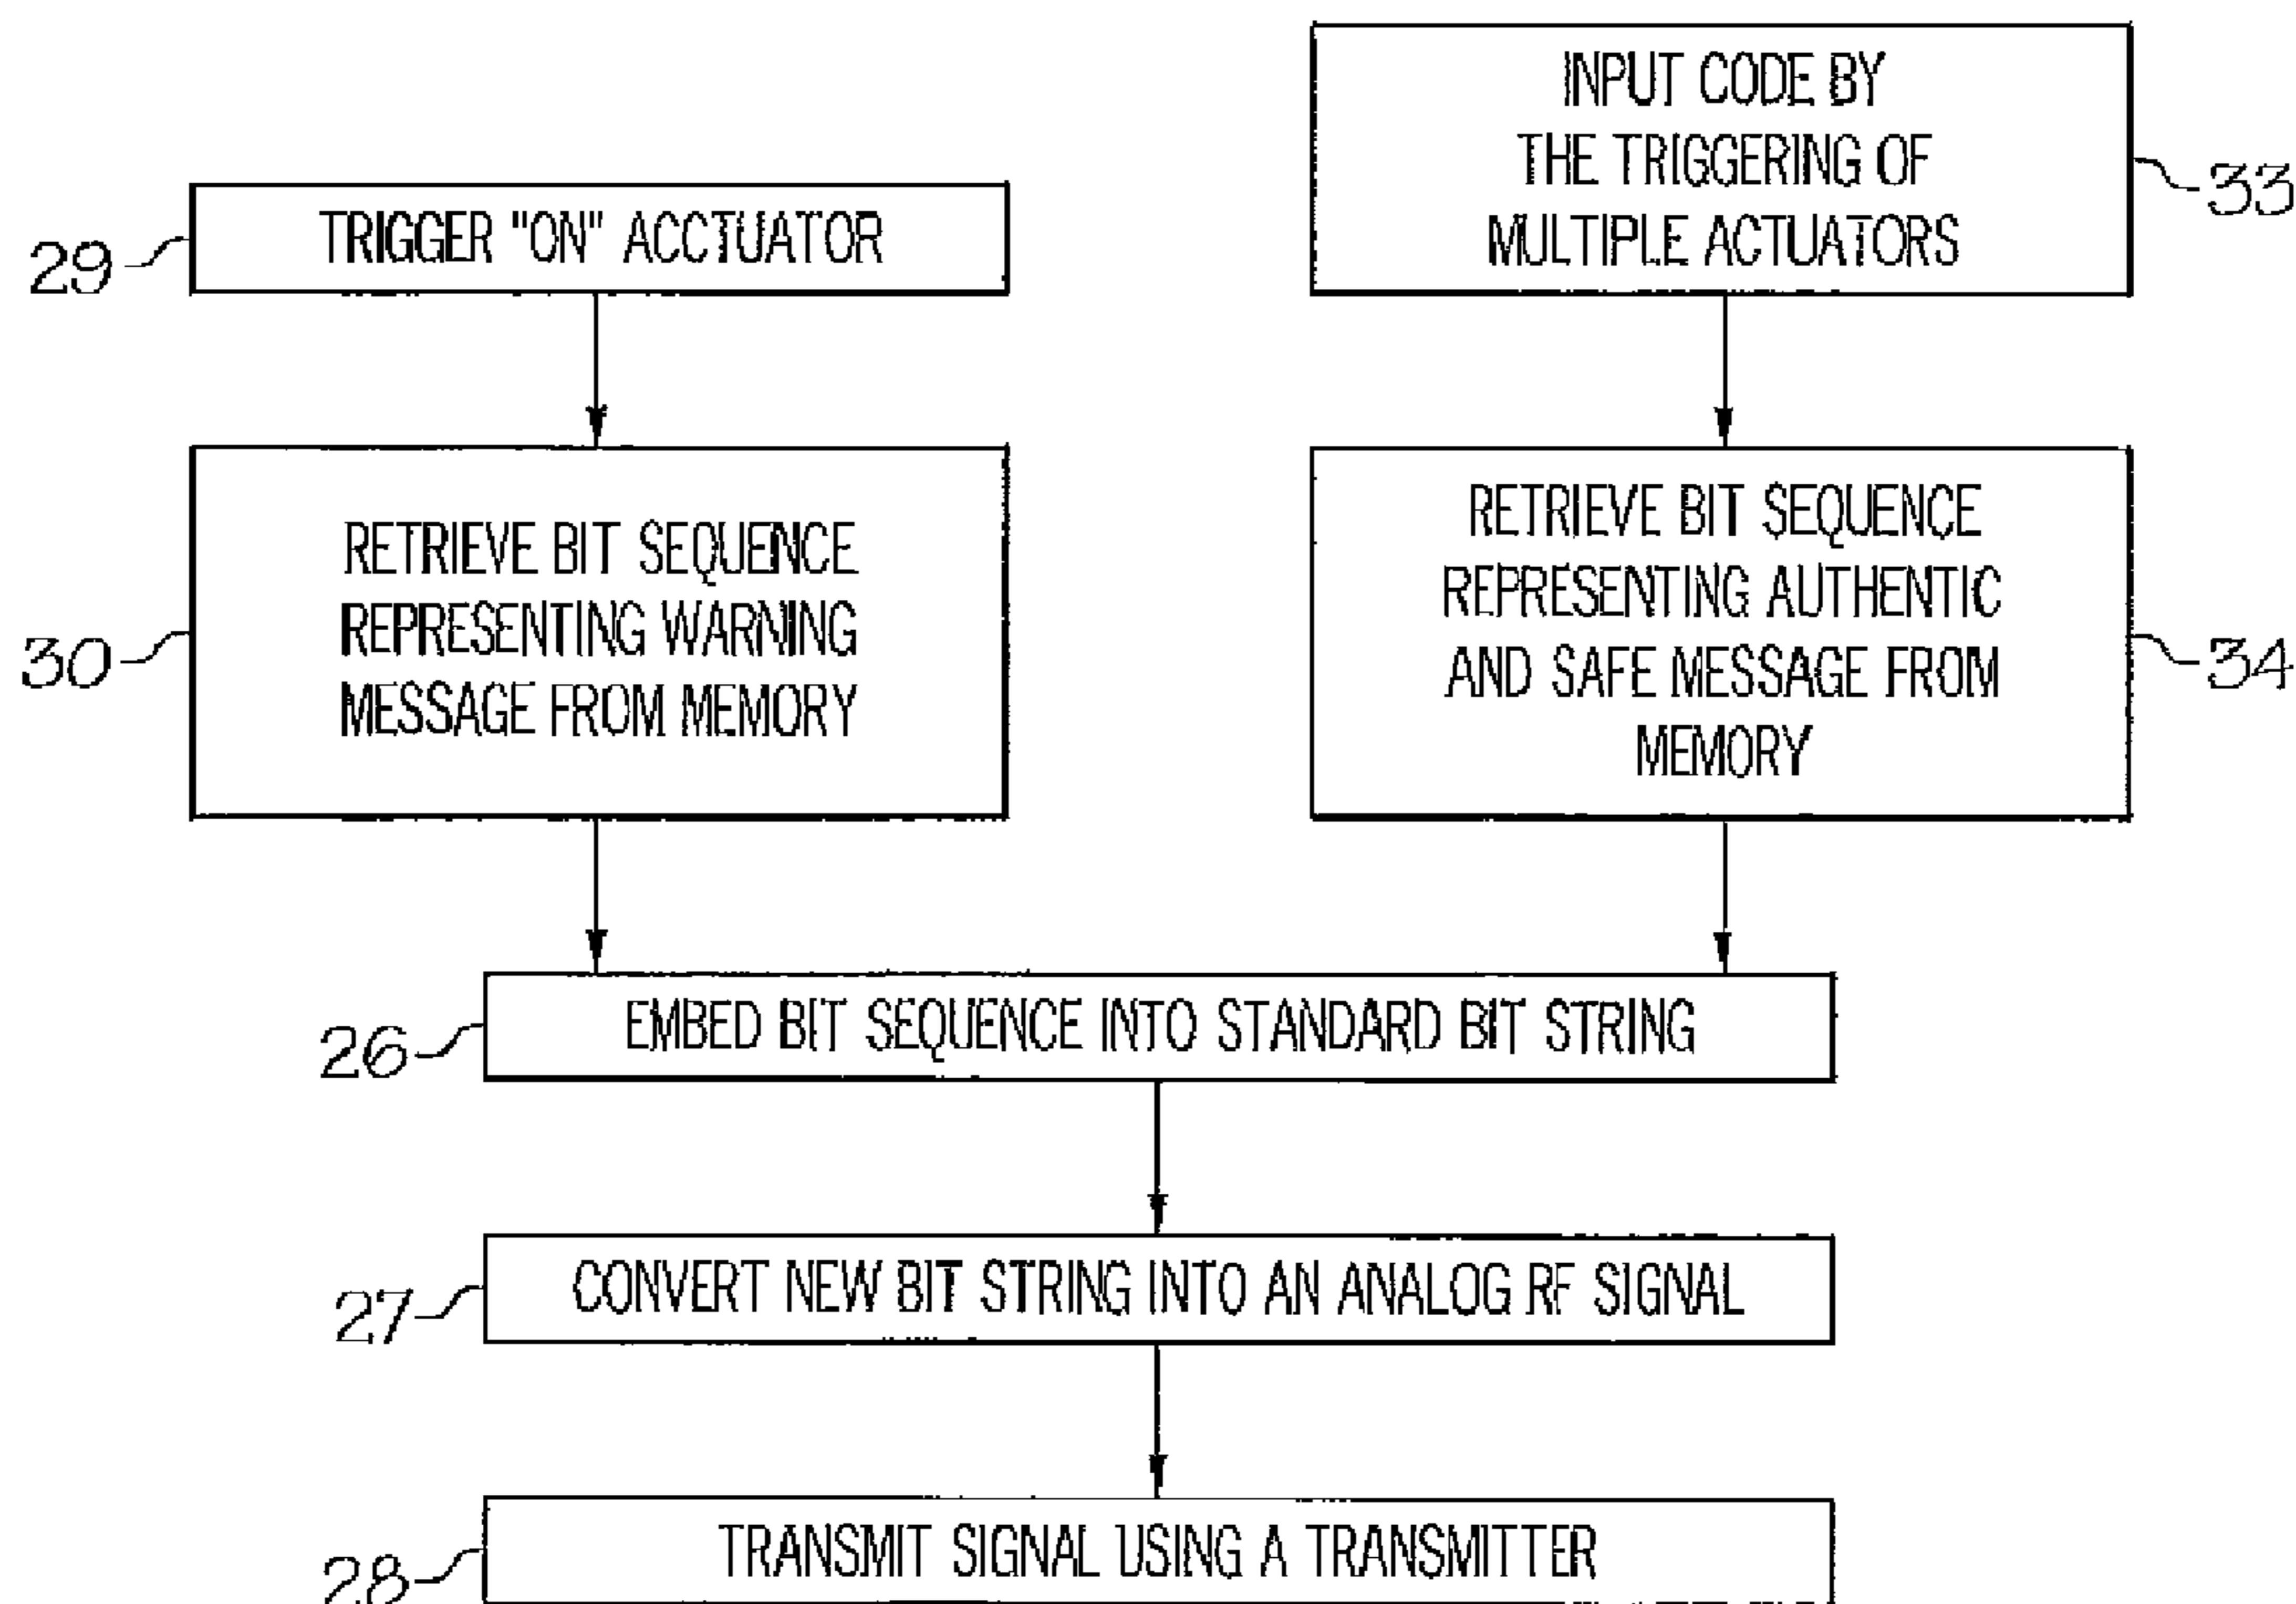 INPUT CODE BY
THE TRIGGERING OF
MULTIPLE ACTUATORS
33
TRIGGER "ON" ACCTUATOR
29
RETRIEVE BIT SEQUENCE
REPRESENTING WARNING
MESSAGE FROM MEMORY
30
RETRIEVE BIT SEQUENCE
REPRESENTING AUTHENTIC
AND SAFE MESSAGE FROM
MEMORY
34
EMBED BIT SEQUENCE INTO STANDARD BIT STRING
26
CONVERT NEW BIT STRING INTO AN ANALOG RF SIGNAL
27
TRANSMIT SIGNAL USING A TRANSMITTER
28